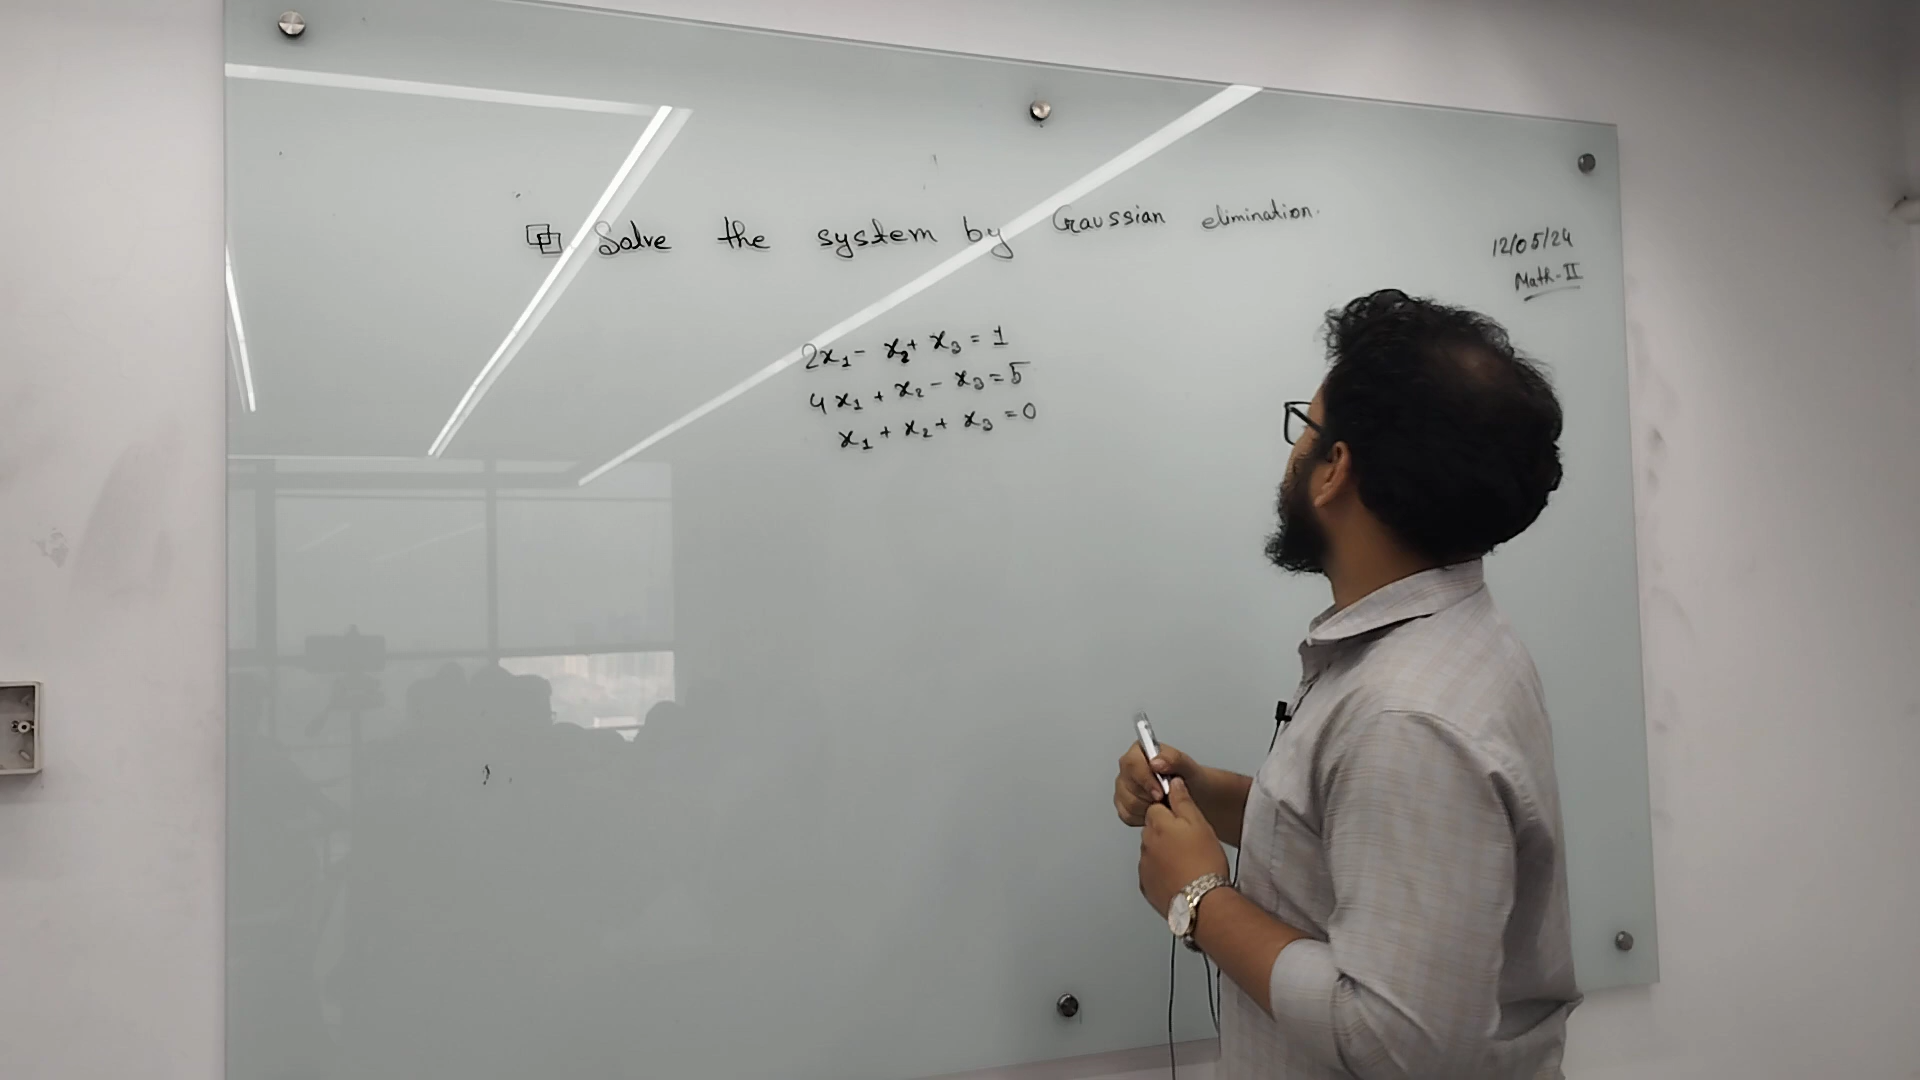 Solve the system by Gaussian elimination.
12/05/24
Math-II
2x₁ - x₂ + x₃ = 1
4x₁ + x₂ - x₃ = 5
x₁ + x₂ + x₃ = 0